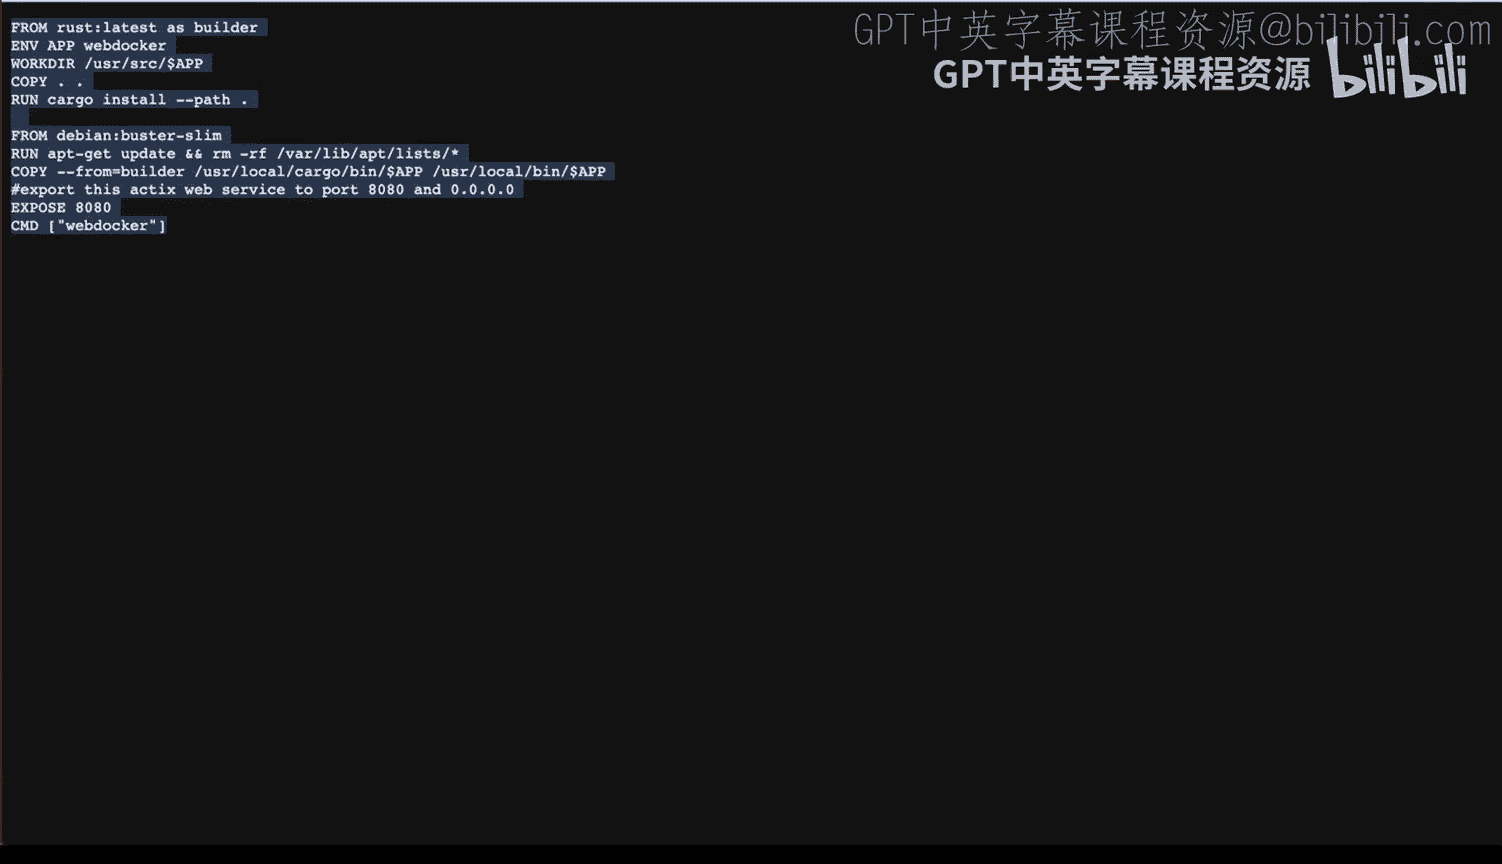 GPT中英字幕课程资源@bilibili.com
GPT中英字幕课程资源 bilibili
FROM rust:latest as builder
ENV APP webdocker
WORKDIR /usr/src/$APP
COPY . .
RUN cargo install --path .
FROM debian:buster-slim
RUN apt-get update && rm -rf /var/lib/apt/lists/*
COPY --from=builder /usr/local/cargo/bin/$APP /usr/local/bin/$APP
#export this actix web service to port 8080 and 0.0.0.0
EXPOSE 8080
CMD ["webdocker"]